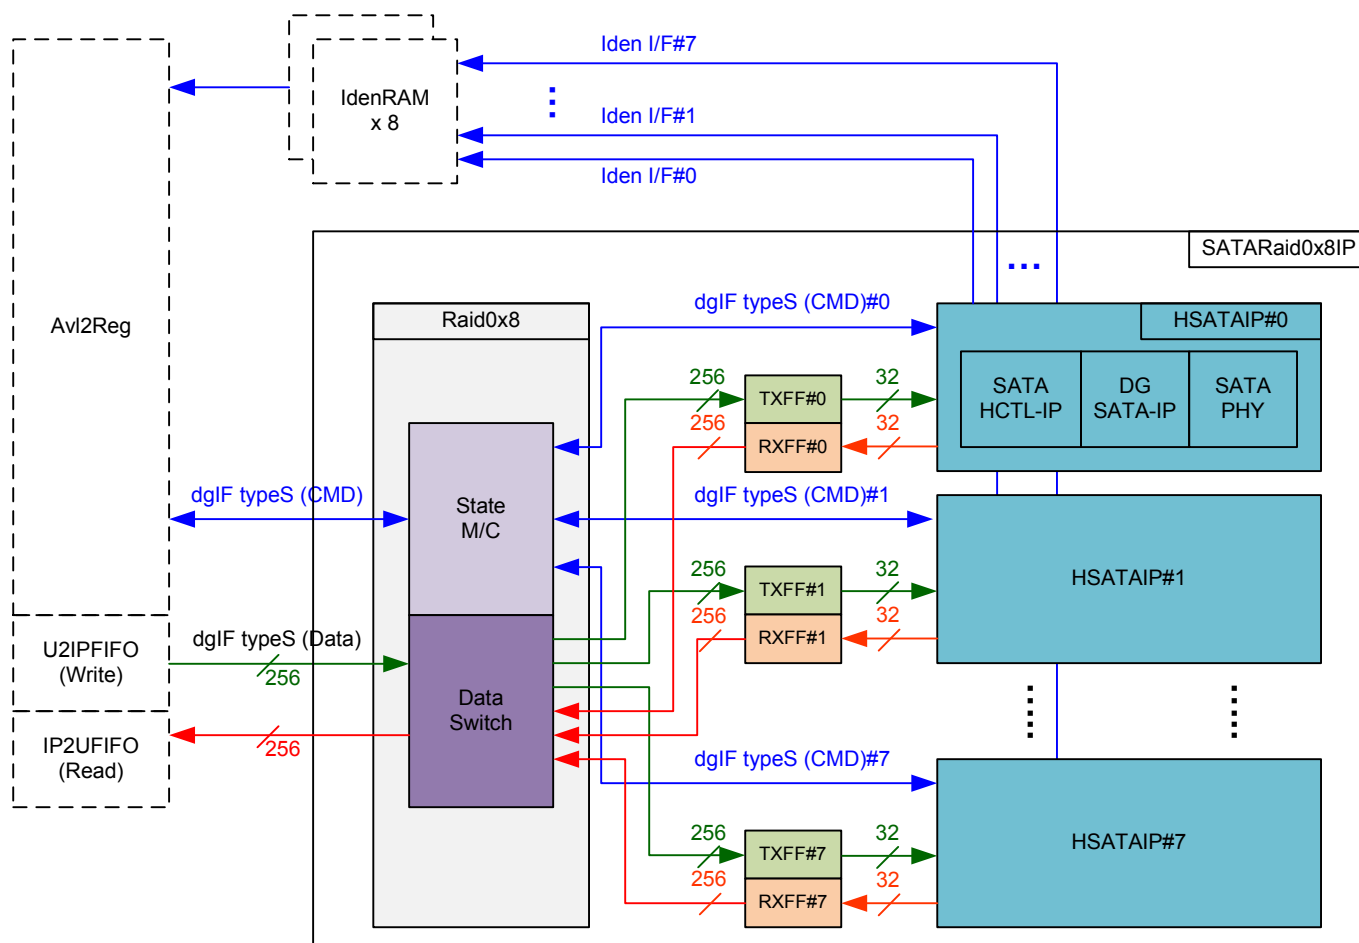 Iden I/F#7
IdenRAM
x 8
Iden I/F#1
Iden I/F#0
SATARaid0x8IP
Avl2Reg
Raid0x8
dgIF typeS (CMD)#0
HSATAIP#0
256
TXFF#0
32
256
RXFF#0
32
SATA
HCTL-IP
DG
SATA-IP
SATA
PHY
dgIF typeS (CMD)
State
M/C
dgIF typeS (CMD)#1
256
TXFF#1
32
256
RXFF#1
32
HSATAIP#1
U2IPFIFO
(Write)
dgIF typeS (Data)
256
Data
Switch
IP2UFIFO
(Read)
256
dgIF typeS (CMD)#7
256
TXFF#7
32
256
RXFF#7
32
HSATAIP#7